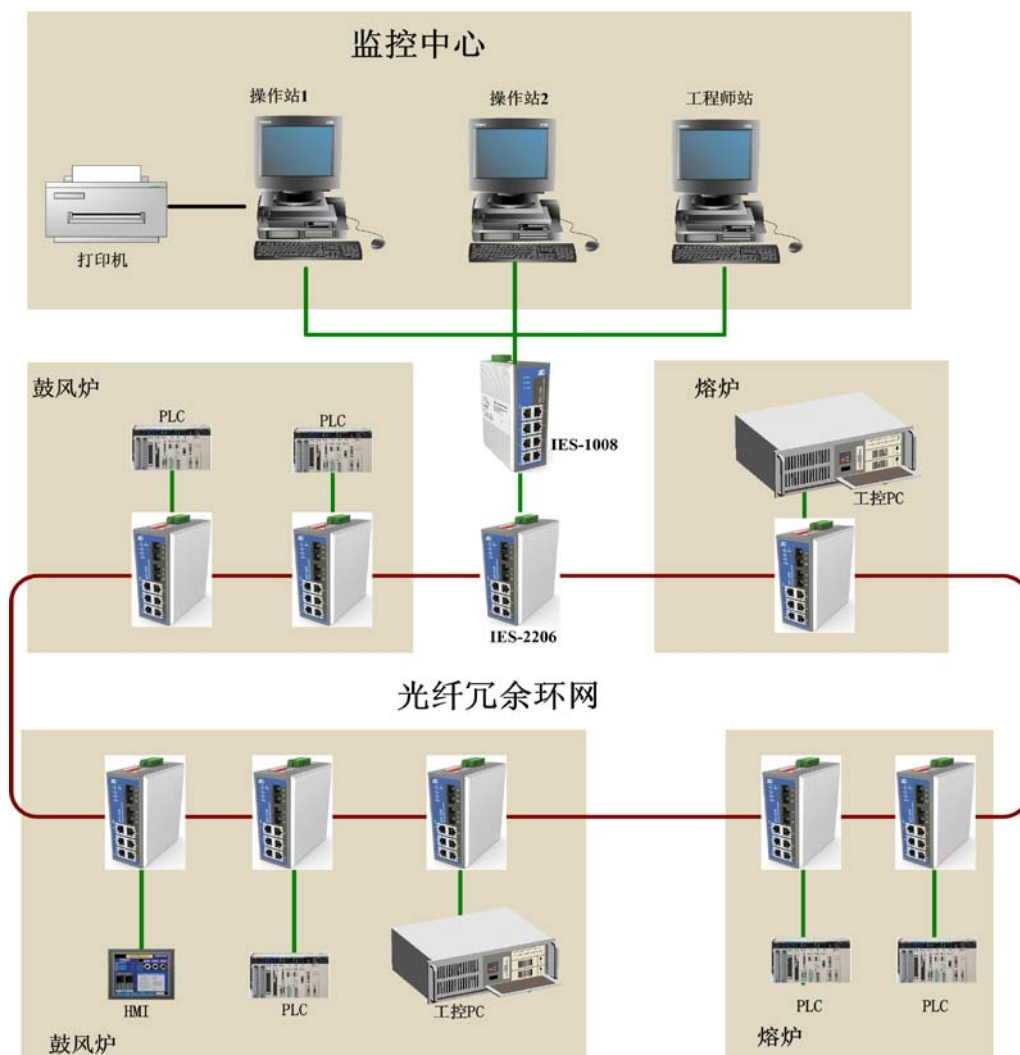 监控中心
操作站1
操作站2
工程师站
打印机
鼓风炉
PLC
PLC
IES-1008
熔炉
工控PC
IES-2206
光纤冗余环网
HMI
PLC
工控PC
鼓风炉
PLC
PLC
熔炉